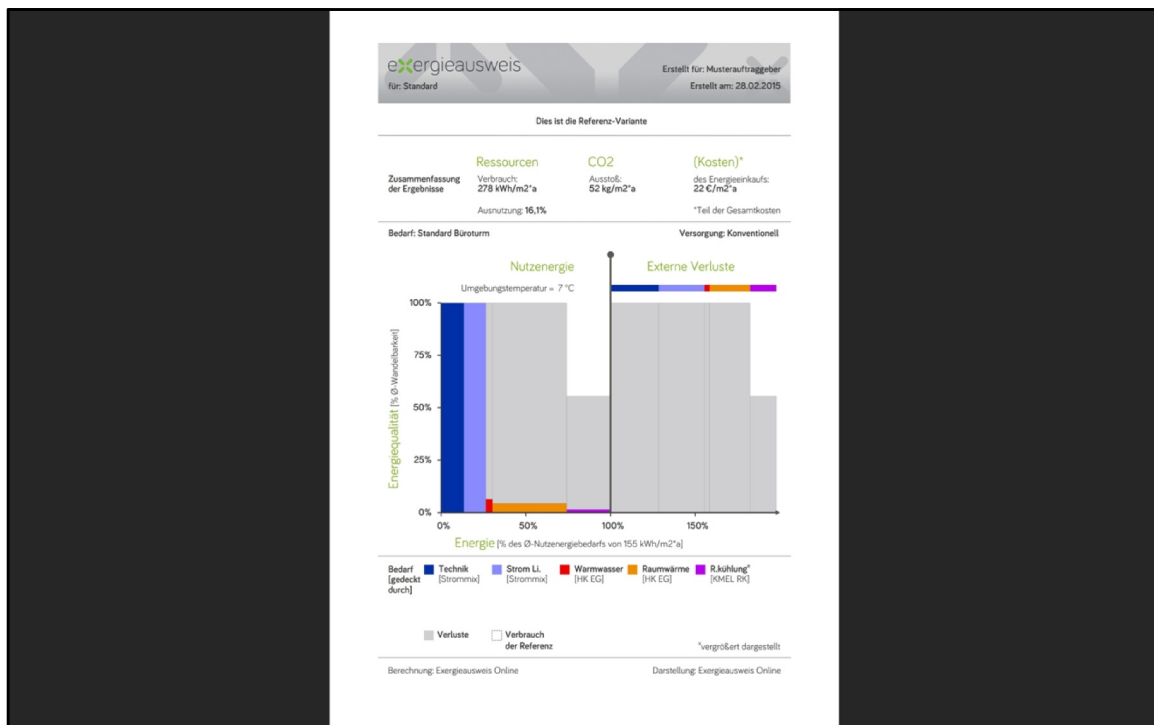 exergieausweis
für: Standard
Erstellt für: Musterauftraggeber
Erstellt am: 28.02.2015
Dies ist die Referenz-Variante
Zusammenfassung
der Ergebnisse
Ressourcen
Verbrauch:
278 kWh/m2*a
Ausnutzung: 16,1%
CO2
Ausstoß:
52 kg/m2*a
(Kosten)*
des Energieeinkaufs:
22 €/m2*a
*Teil der Gesamtkosten
Bedarf: Standard Büroturm
Versorgung: Konventionell
Nutzenergie
Externe Verluste
Umgebungstemperatur = 7 °C
Energiequalität [% Ø-Wandelbarkeit]
100%
75%
50%
25%
0%
0%
50%
100%
150%
Energie [% des Ø-Nutzenergiebedarfs von 155 kWh/m2*a]
Bedarf
[gedeckt
durch]
Technik
[Strommix]
Strom Li.
[Strommix]
Warmwasser
[HK EG]
Raumwärme
[HK EG]
R.kühlung*
[KMEL RK]
Verluste
Verbrauch
der Referenz
*vergrößert dargestellt
Berechnung: Exergieausweis Online
Darstellung: Exergieausweis Online